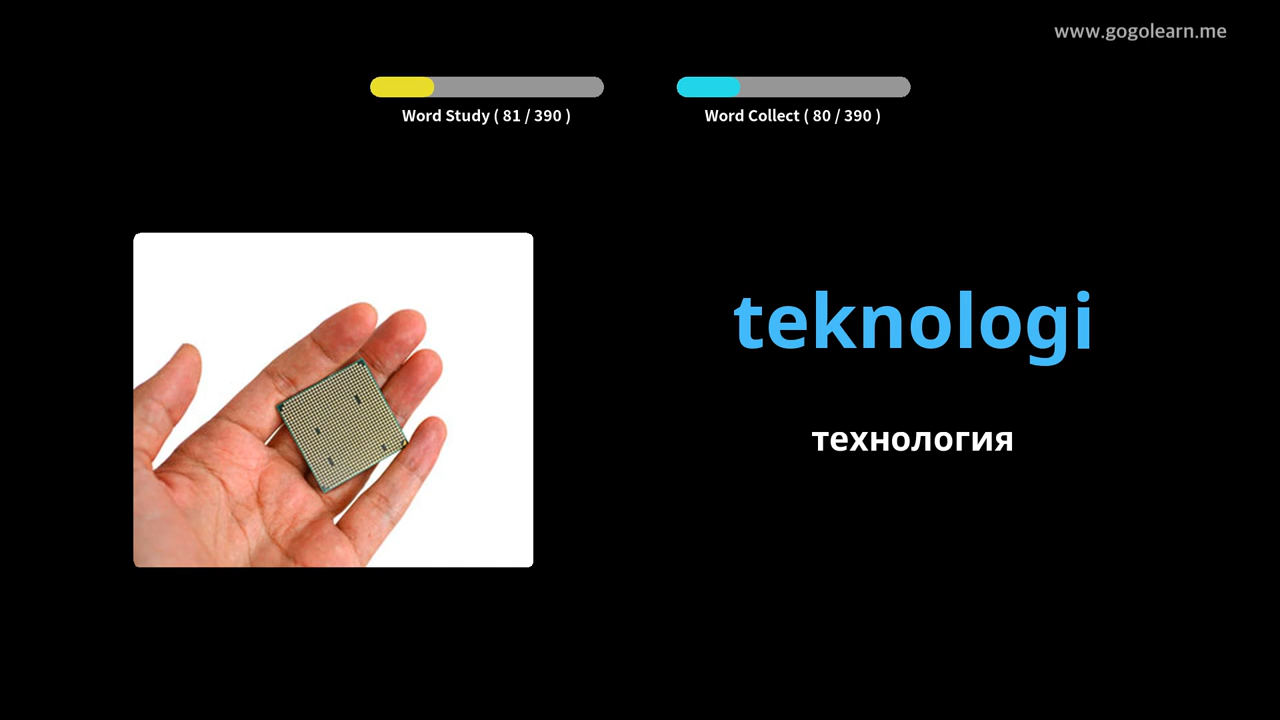 www.gogolearn.me
Word Study ( 81 / 390 )
Word Collect ( 80 / 390 )
teknologi
технология